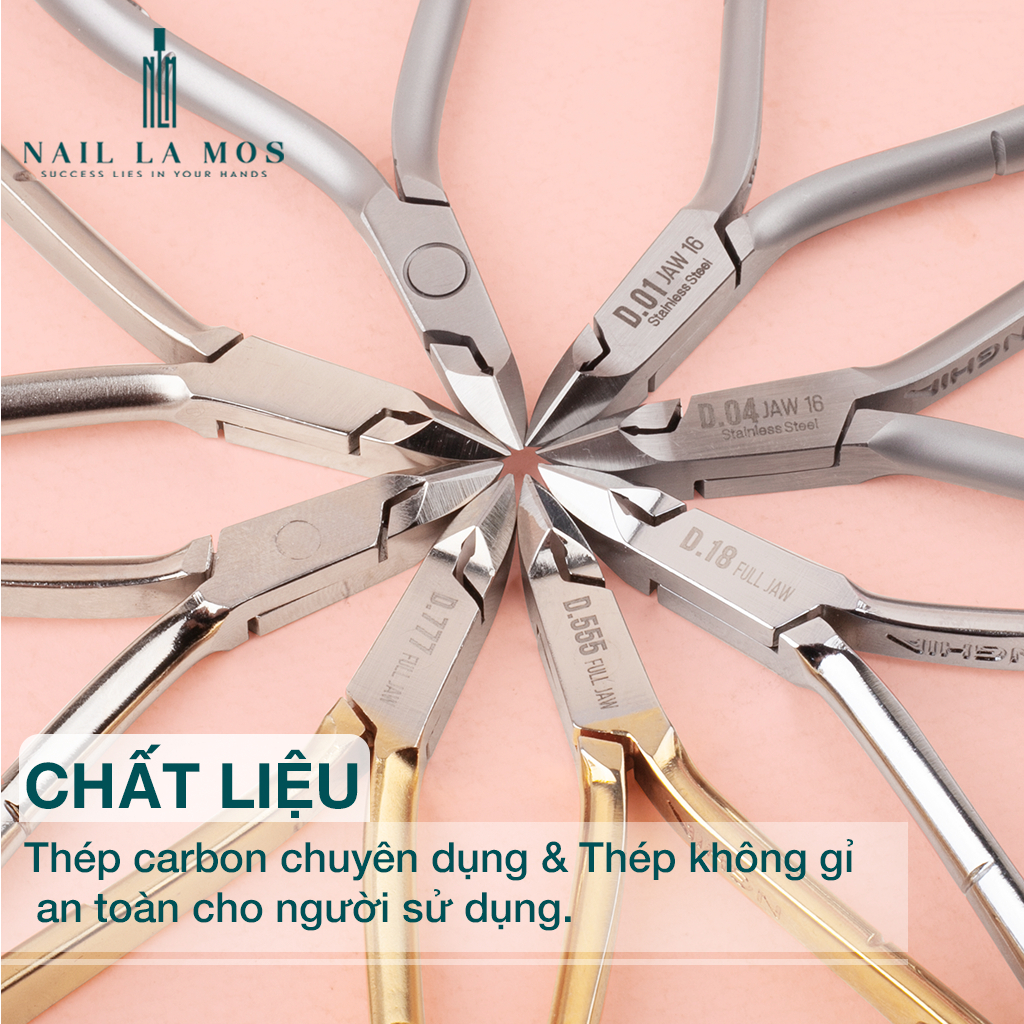 NAIL LA MOS
SUCCESS LIES IN YOUR HANDS
D.01 JAW 16
Stainless Steel
D.04 JAW 16
Stainless Steel
D.18 FULL JAW
D.555 FULL JAW
D.777 FULL JAW
CHẤT LIỆU
Thép carbon chuyên dụng & Thép không gỉ
an toàn cho người sử dụng.